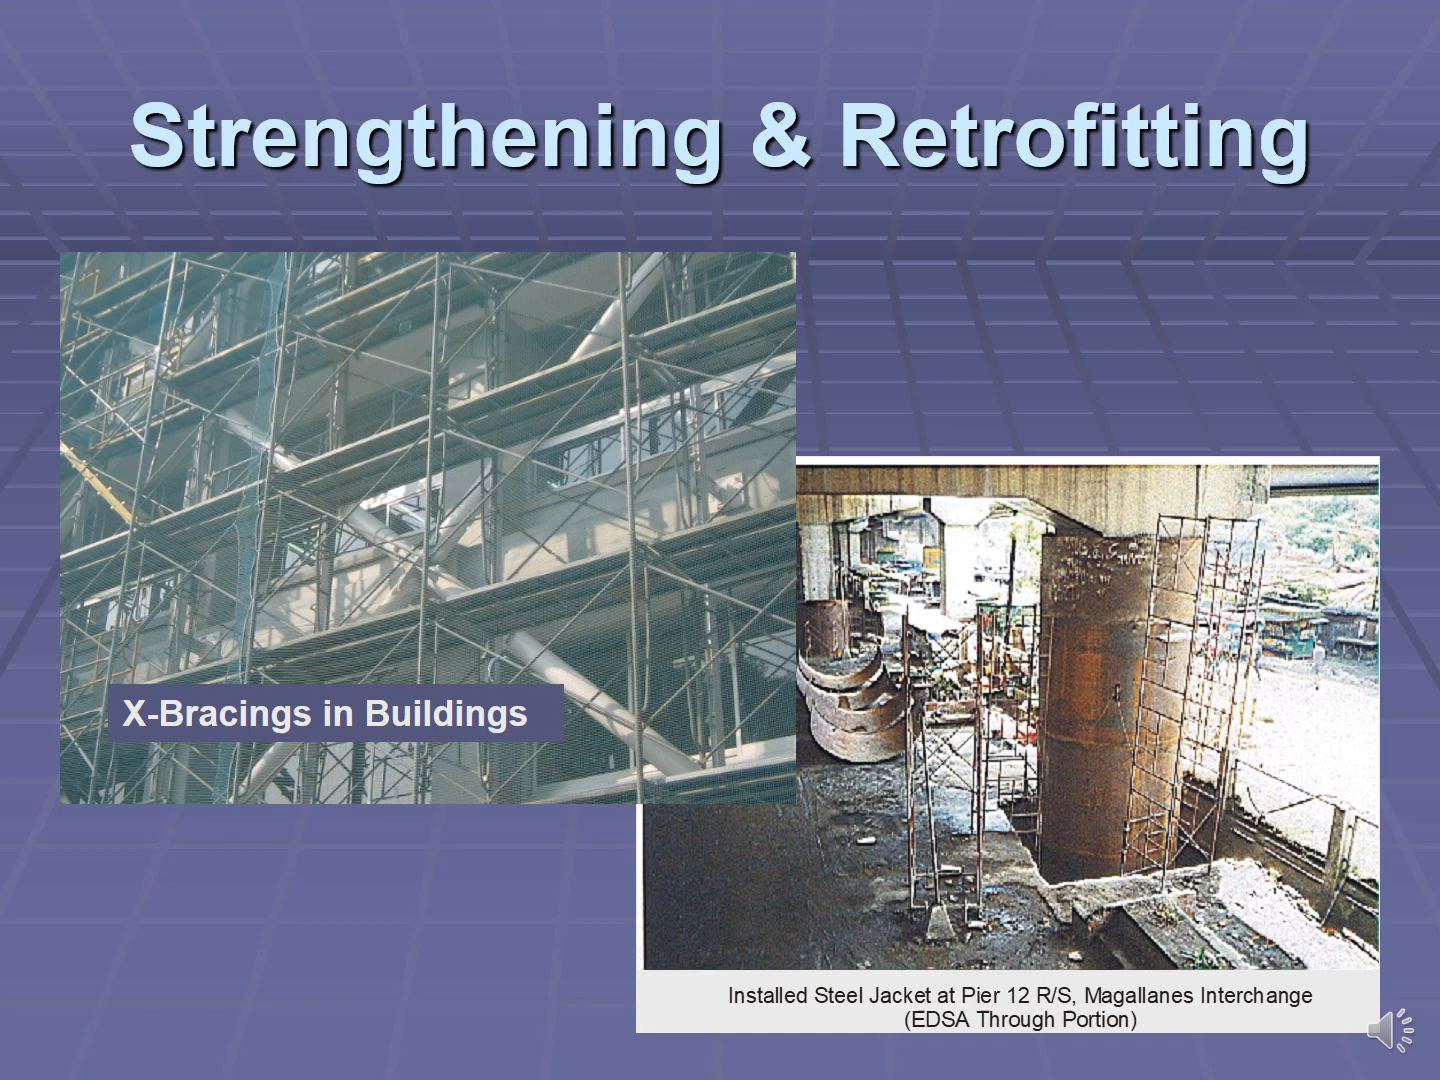 Strengthening & Retrofitting
X-Bracings in Buildings
Installed Steel Jacket at Pier 12 R/S, Magallanes Interchange
(EDSA Through Portion)